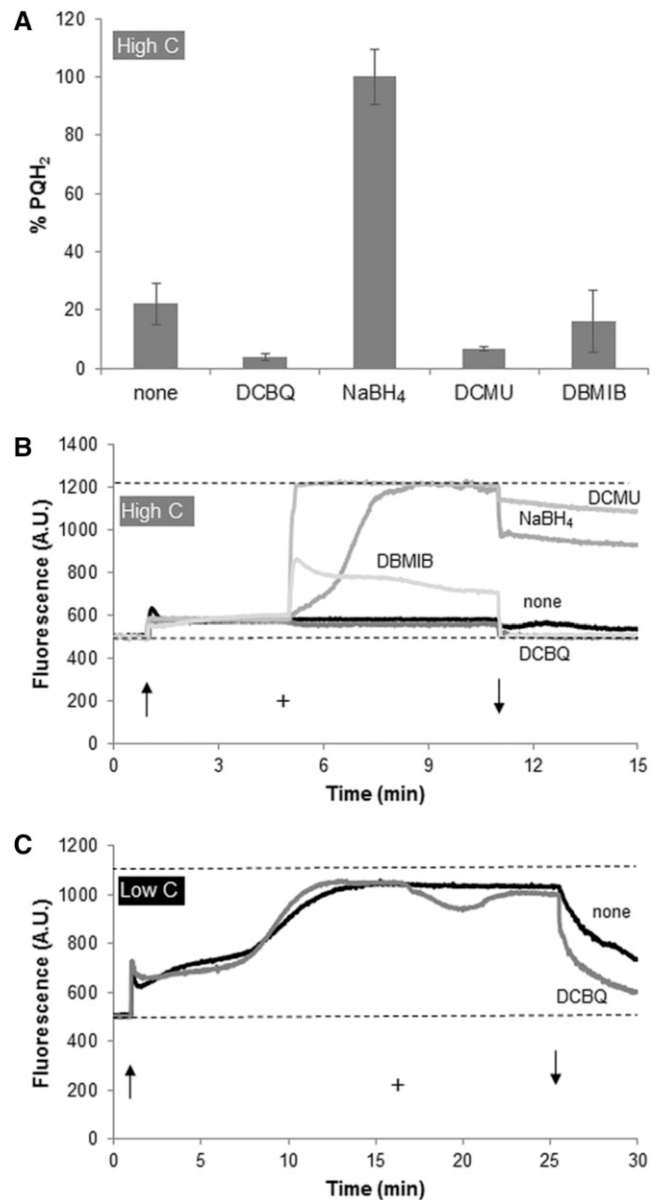 A
High C
120
100
80
60
40
20
0
% PQH₂
none DCBQ NaBH₄ DCMU DBMIB
B
High C
1400
1200
1000
800
600
400
200
0
Fluorescence (A.U.)
DCMU
NaBH₄
DBMIB
none
DCBQ
+
0 3 6 9 12 15
Time (min)
C
Low C
1200
1000
800
600
400
200
0
Fluorescence (A.U.)
none
DCBQ
+
0 5 10 15 20 25 30
Time (min)